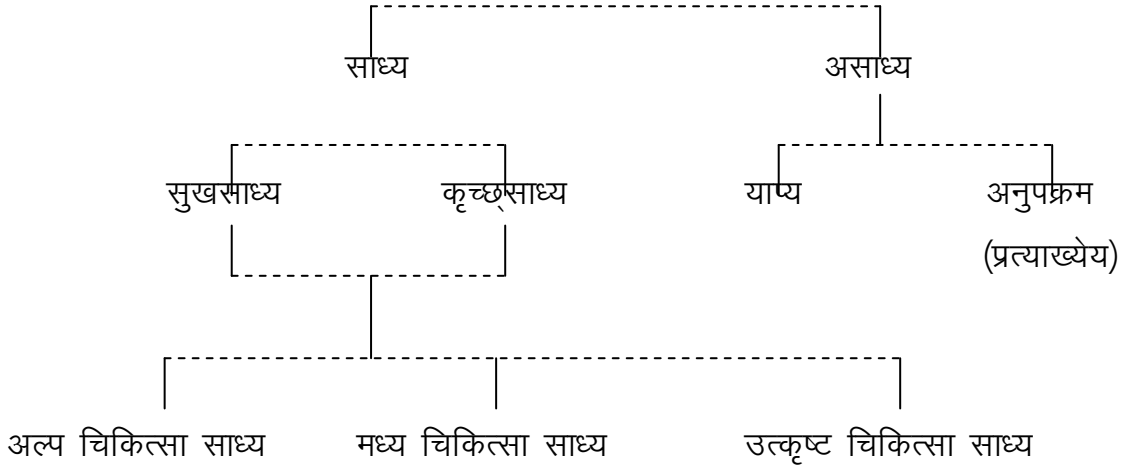 साध्य असाध्य
सुखसाध्य कृच्छ्साध्य याप्य अनुपक्रम
(प्रत्याख्येय)
अल्प चिकित्सा साध्य मध्य चिकित्सा साध्य उत्कृष्ट चिकित्सा साध्य